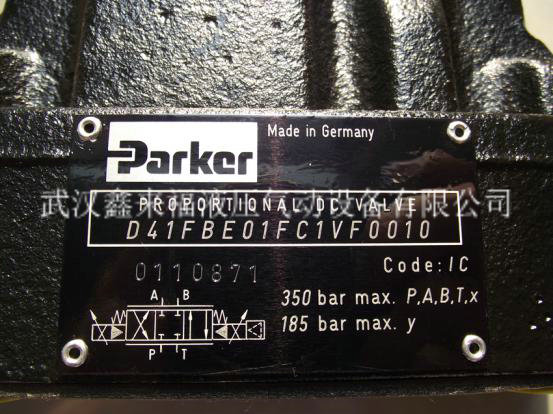 Parker
Made in Germany
武汉鑫来福液压气动设备有限公司
PROPORTIONAL DC VALVE
D41FBE01FC1VF0010
0110871
Code: IC
A B
350 bar max. P,A,B,T,x
P T
185 bar max. y